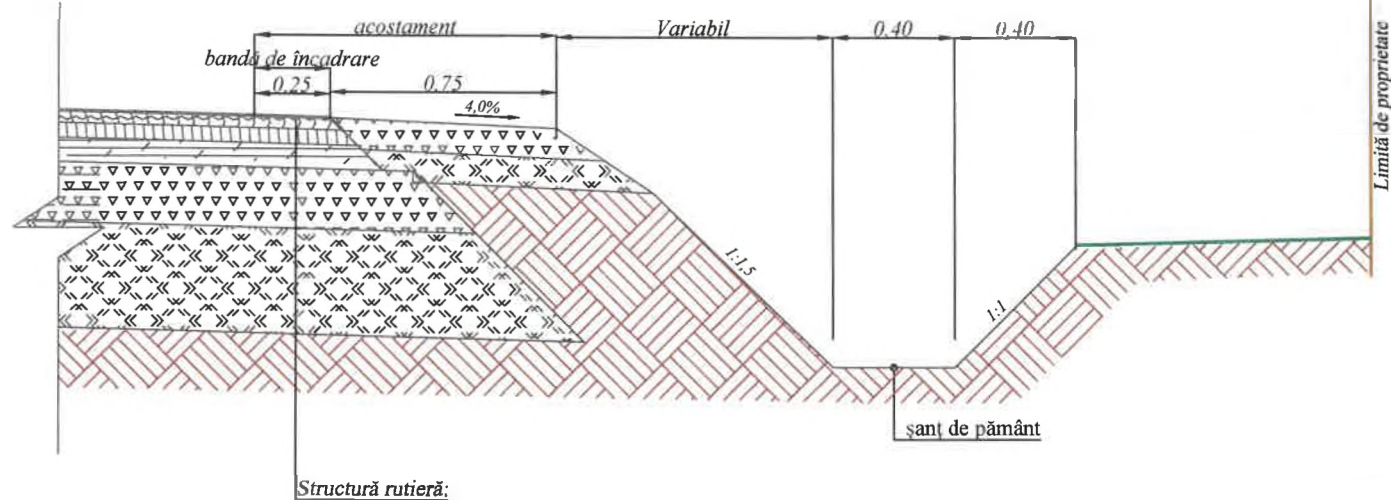 acostament
Variabil
0,40
0,40
bandă de încadrare
0,25
0,75
4,0%
Limită de proprietate
1:1,5
1:1
șanț de pământ
Structură rutieră: